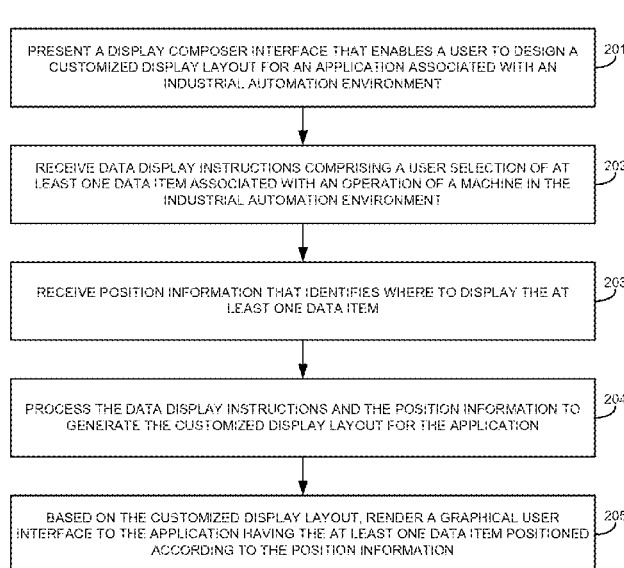 PRESENT A DISPLAY COMPOSER INTERFACE THAT ENABLES A USER TO DESIGN A
CUSTOMIZED DISPLAY LAYOUT FOR AN APPLICATION ASSOCIATED WITH AN
INDUSTRIAL AUTOMATION ENVIRONMENT
201
RECEIVE DATA DISPLAY INSTRUCTIONS COMPRISING A USER SELECTION OF AT
LEAST ONE DATA ITEM ASSOCIATED WITH AN OPERATION OF A MACHINE IN THE
INDUSTRIAL AUTOMATION ENVIRONMENT
202
RECEIVE POSITION INFORMATION THAT IDENTIFIES WHERE TO DISPLAY THE AT
LEAST ONE DATA ITEM
203
PROCESS THE DATA DISPLAY INSTRUCTIONS AND THE POSITION INFORMATION TO
GENERATE THE CUSTOMIZED DISPLAY LAYOUT FOR THE APPLICATION
204
BASED ON THE CUSTOMIZED DISPLAY LAYOUT, RENDER A GRAPHICAL USER
INTERFACE TO THE APPLICATION HAVING THE AT LEAST ONE DATA ITEM POSITIONED
ACCORDING TO THE POSITION INFORMATION
205